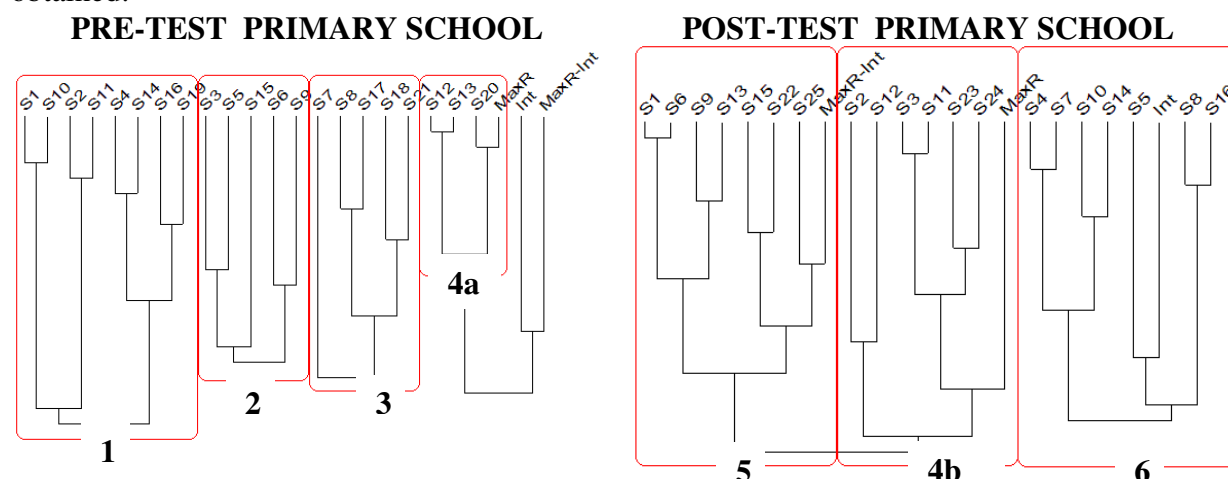 PRE-TEST PRIMARY SCHOOL
S1 S10 S2 S11 S4 S14 S16 S19 S3 S5 S15 S6 S9 S7 S8 S17 S18 S21 S12 S13 S20 MaxR Int MaxR-Int
4a
2
3
1
POST-TEST PRIMARY SCHOOL
S1 S6 S9 S13 S15 S22 S25 MaxR-Int S2 S12 S3 S11 S23 S24 MaxR S4 S7 S10 S14 S5 Int S8 S16
5
4b
6